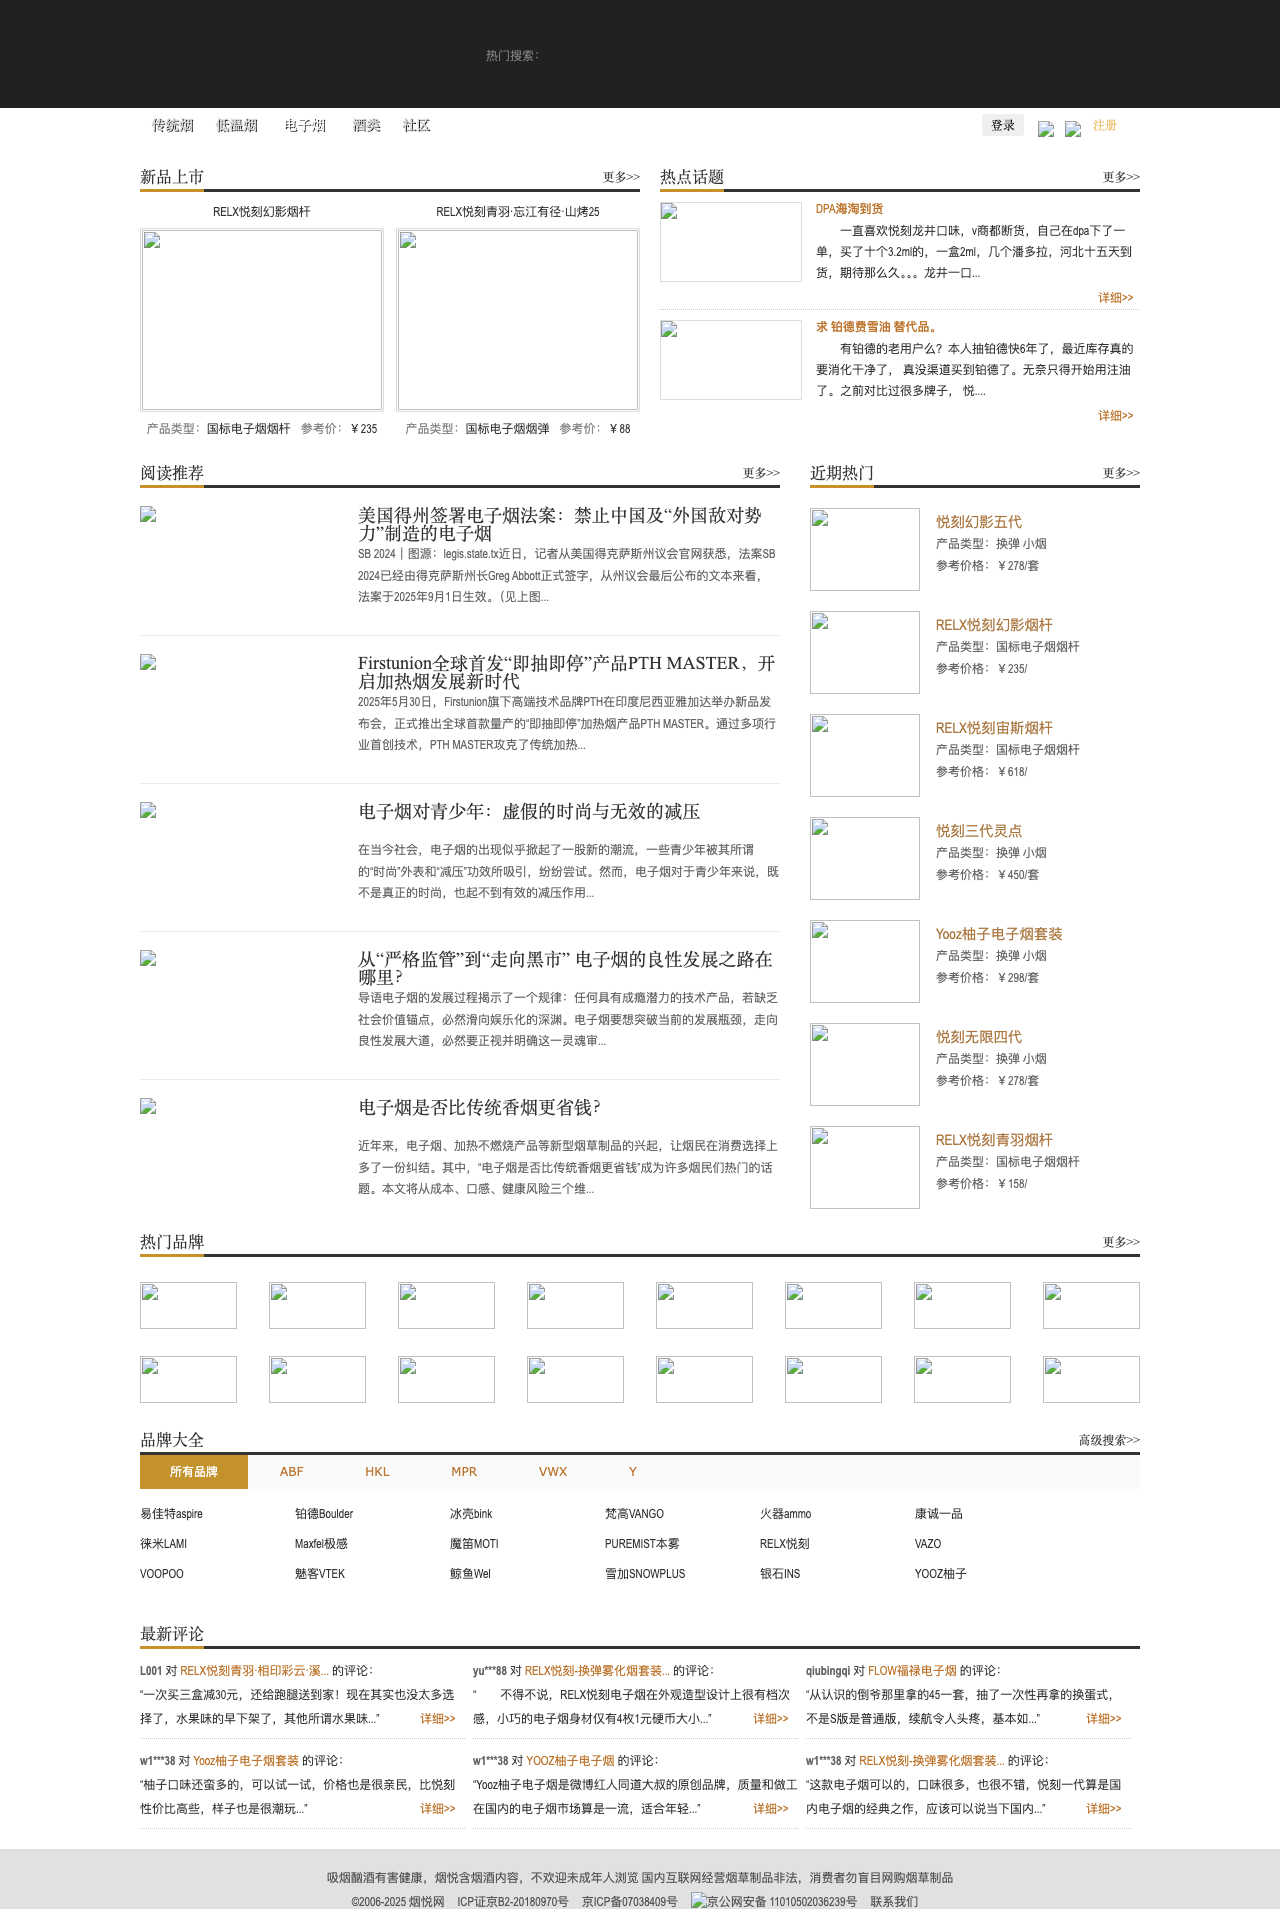 热门搜索：
传统烟 低温烟 电子烟 酒类 社区 登录 注册
新品上市 更多>>
RELX悦刻幻影烟杆 RELX悦刻青羽·忘江有径·山烤25
产品类型：国标电子烟烟杆 参考价：￥235 产品类型：国标电子烟烟弹 参考价：￥88
热点话题 更多>>
DPA海淘到货
一直喜欢悦刻龙井口味，v商都断货，自己在dpa下了一
单，买了十个3.2ml的，一盒2ml，几个潘多拉，河北十五天到
货，期待那么久。。。龙井一口...
详细>>
求 铂德费雪油 替代品。
有铂德的老用户么？本人抽铂德快6年了，最近库存真的
要消化干净了， 真没渠道买到铂德了。无奈只得开始用注油
了。之前对比过很多牌子， 悦....
详细>>
阅读推荐 更多>>
美国得州签署电子烟法案：禁止中国及“外国敌对势
力”制造的电子烟
SB 2024｜图源：legis.state.tx近日，记者从美国得克萨斯州议会官网获悉，法案SB
2024已经由得克萨斯州长Greg Abbott正式签字，从州议会最后公布的文本来看，
法案于2025年9月1日生效。（见上图...
Firstunion全球首发“即抽即停”产品PTH MASTER，开
启加热烟发展新时代
2025年5月30日，Firstunion旗下高端技术品牌PTH在印度尼西亚雅加达举办新品发
布会，正式推出全球首款量产的“即抽即停”加热烟产品PTH MASTER。通过多项行
业首创技术，PTH MASTER攻克了传统加热...
电子烟对青少年：虚假的时尚与无效的减压
在当今社会，电子烟的出现似乎掀起了一股新的潮流，一些青少年被其所谓
的“时尚”外表和“减压”功效所吸引，纷纷尝试。然而，电子烟对于青少年来说，既
不是真正的时尚，也起不到有效的减压作用...
从“严格监管”到“走向黑市” 电子烟的良性发展之路在
哪里?
导语电子烟的发展过程揭示了一个规律：任何具有成瘾潜力的技术产品，若缺乏
社会价值锚点，必然滑向娱乐化的深渊。电子烟要想突破当前的发展瓶颈，走向
良性发展大道，必然要正视并明确这一灵魂审...
电子烟是否比传统香烟更省钱?
近年来，电子烟、加热不燃烧产品等新型烟草制品的兴起，让烟民在消费选择上
多了一份纠结。其中，“电子烟是否比传统香烟更省钱”成为许多烟民们热门的话
题。本文将从成本、口感、健康风险三个维...
近期热门 更多>>
悦刻幻影五代
产品类型：换弹 小烟
参考价格：￥278/套
RELX悦刻幻影烟杆
产品类型：国标电子烟烟杆
参考价格：￥235/
RELX悦刻宙斯烟杆
产品类型：国标电子烟烟杆
参考价格：￥618/
悦刻三代灵点
产品类型：换弹 小烟
参考价格：￥450/套
Yooz柚子电子烟套装
产品类型：换弹 小烟
参考价格：￥298/套
悦刻无限四代
产品类型：换弹 小烟
参考价格：￥278/套
RELX悦刻青羽烟杆
产品类型：国标电子烟烟杆
参考价格：￥158/
热门品牌 更多>>
品牌大全 高级搜索>>
所有品牌 ABF HKL MPR VWX Y
易佳特aspire 铂德Boulder 冰壳bink 梵高VANGO 火器ammo 康诚一品
徕米LAMI Maxfel极感 魔笛MOTI PUREMIST本雾 RELX悦刻 VAZO
VOOPOO 魅客VTEK 鲸鱼Wel 雪加SNOWPLUS 银石INS YOOZ柚子
最新评论
L001 对 RELX悦刻青羽·相印彩云·溪... 的评论：
“一次买三盒减30元，还给跑腿送到家！现在其实也没太多选
择了，水果味的早下架了，其他所谓水果味...” 详细>>
yu***88 对 RELX悦刻-换弹雾化烟套装... 的评论：
“ 不得不说，RELX悦刻电子烟在外观造型设计上很有档次
感，小巧的电子烟身材仅有4枚1元硬币大小...” 详细>>
qiubingqi 对 FLOW福禄电子烟 的评论：
“从认识的倒爷那里拿的45一套，抽了一次性再拿的换蛋式，
不是S版是普通版，续航令人头疼，基本如...” 详细>>
w1***38 对 Yooz柚子电子烟套装 的评论：
“柚子口味还蛮多的，可以试一试，价格也是很亲民，比悦刻
性价比高些，样子也是很潮玩...” 详细>>
w1***38 对 YOOZ柚子电子烟 的评论：
“Yooz柚子电子烟是微博红人同道大叔的原创品牌，质量和做工
在国内的电子烟市场算是一流，适合年轻...” 详细>>
w1***38 对 RELX悦刻-换弹雾化烟套装... 的评论：
“这款电子烟可以的，口味很多，也很不错，悦刻一代算是国
内电子烟的经典之作，应该可以说当下国内...” 详细>>
吸烟酗酒有害健康，烟悦含烟酒内容，不欢迎未成年人浏览 国内互联网经营烟草制品非法，消费者勿盲目网购烟草制品
©2006-2025 烟悦网 ICP证京B2-20180970号 京ICP备07038409号 京公网安备 11010502036239号 联系我们